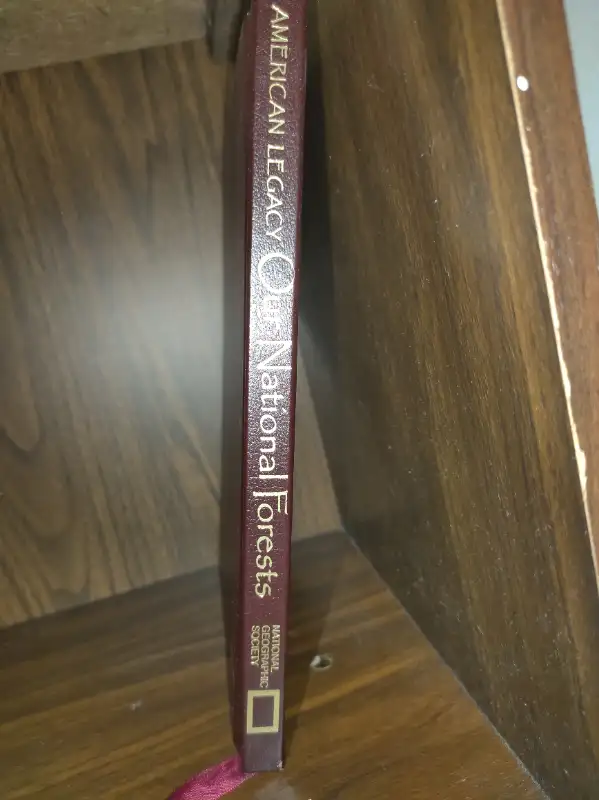 AMERICAN LEGACY Our National Forests
NATIONAL
GEOGRAPHIC
SOCIETY